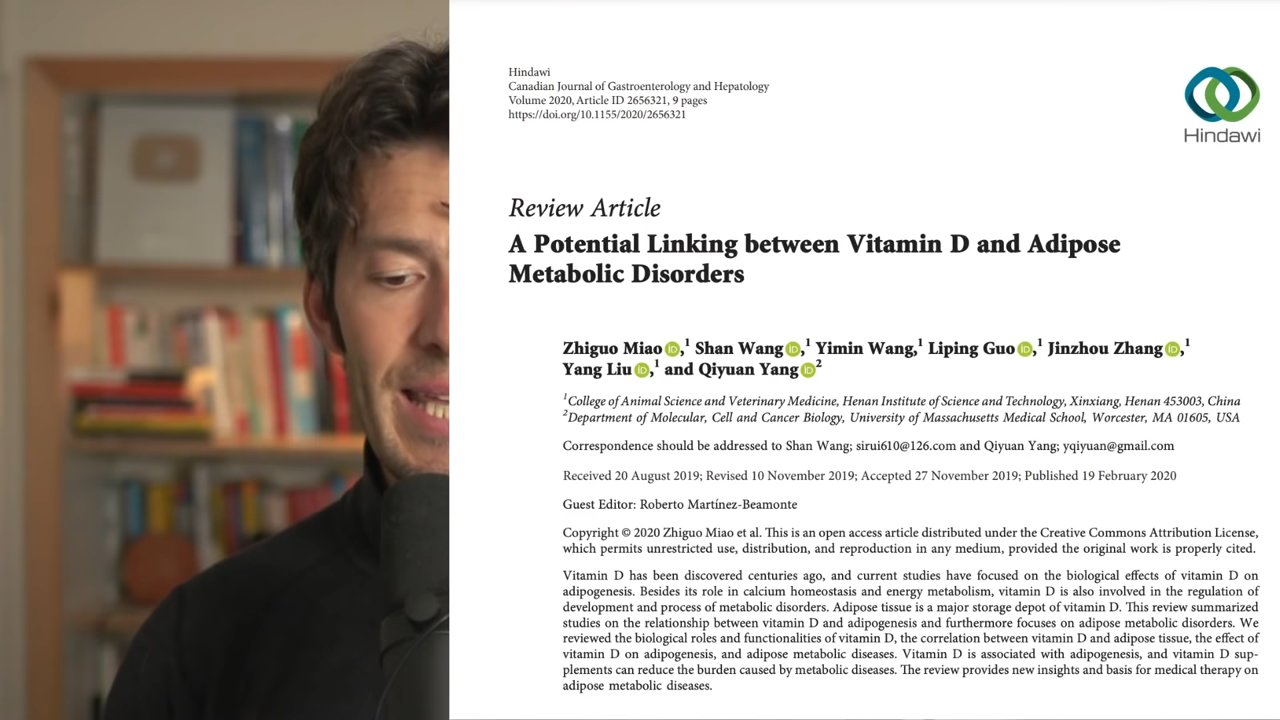 Hindawi
Canadian Journal of Gastroenterology and Hepatology
Volume 2020, Article ID 2656321, 9 pages
https://doi.org/10.1155/2020/2656321
Hindawi
Review Article
A Potential Linking between Vitamin D and Adipose
Metabolic Disorders
Zhiguo Miao iD,1 Shan Wang iD,1 Yimin Wang,1 Liping Guo iD,1 Jinzhou Zhang iD,1
Yang Liu iD,1 and Qiyuan Yang iD2
1College of Animal Science and Veterinary Medicine, Henan Institute of Science and Technology, Xinxiang, Henan 453003, China
2Department of Molecular, Cell and Cancer Biology, University of Massachusetts Medical School, Worcester, MA 01605, USA
Correspondence should be addressed to Shan Wang; sirui610@126.com and Qiyuan Yang; yqiyuan@gmail.com
Received 20 August 2019; Revised 10 November 2019; Accepted 27 November 2019; Published 19 February 2020
Guest Editor: Roberto Martínez-Beamonte
Copyright © 2020 Zhiguo Miao et al. This is an open access article distributed under the Creative Commons Attribution License,
which permits unrestricted use, distribution, and reproduction in any medium, provided the original work is properly cited.
Vitamin D has been discovered centuries ago, and current studies have focused on the biological effects of vitamin D on
adipogenesis. Besides its role in calcium homeostasis and energy metabolism, vitamin D is also involved in the regulation of
development and process of metabolic disorders. Adipose tissue is a major storage depot of vitamin D. This review summarized
studies on the relationship between vitamin D and adipogenesis and furthermore focuses on adipose metabolic disorders. We
reviewed the biological roles and functionalities of vitamin D, the correlation between vitamin D and adipose tissue, the effect of
vitamin D on adipogenesis, and adipose metabolic diseases. Vitamin D is associated with adipogenesis, and vitamin D sup-
plements can reduce the burden caused by metabolic diseases. The review provides new insights and basis for medical therapy on
adipose metabolic diseases.